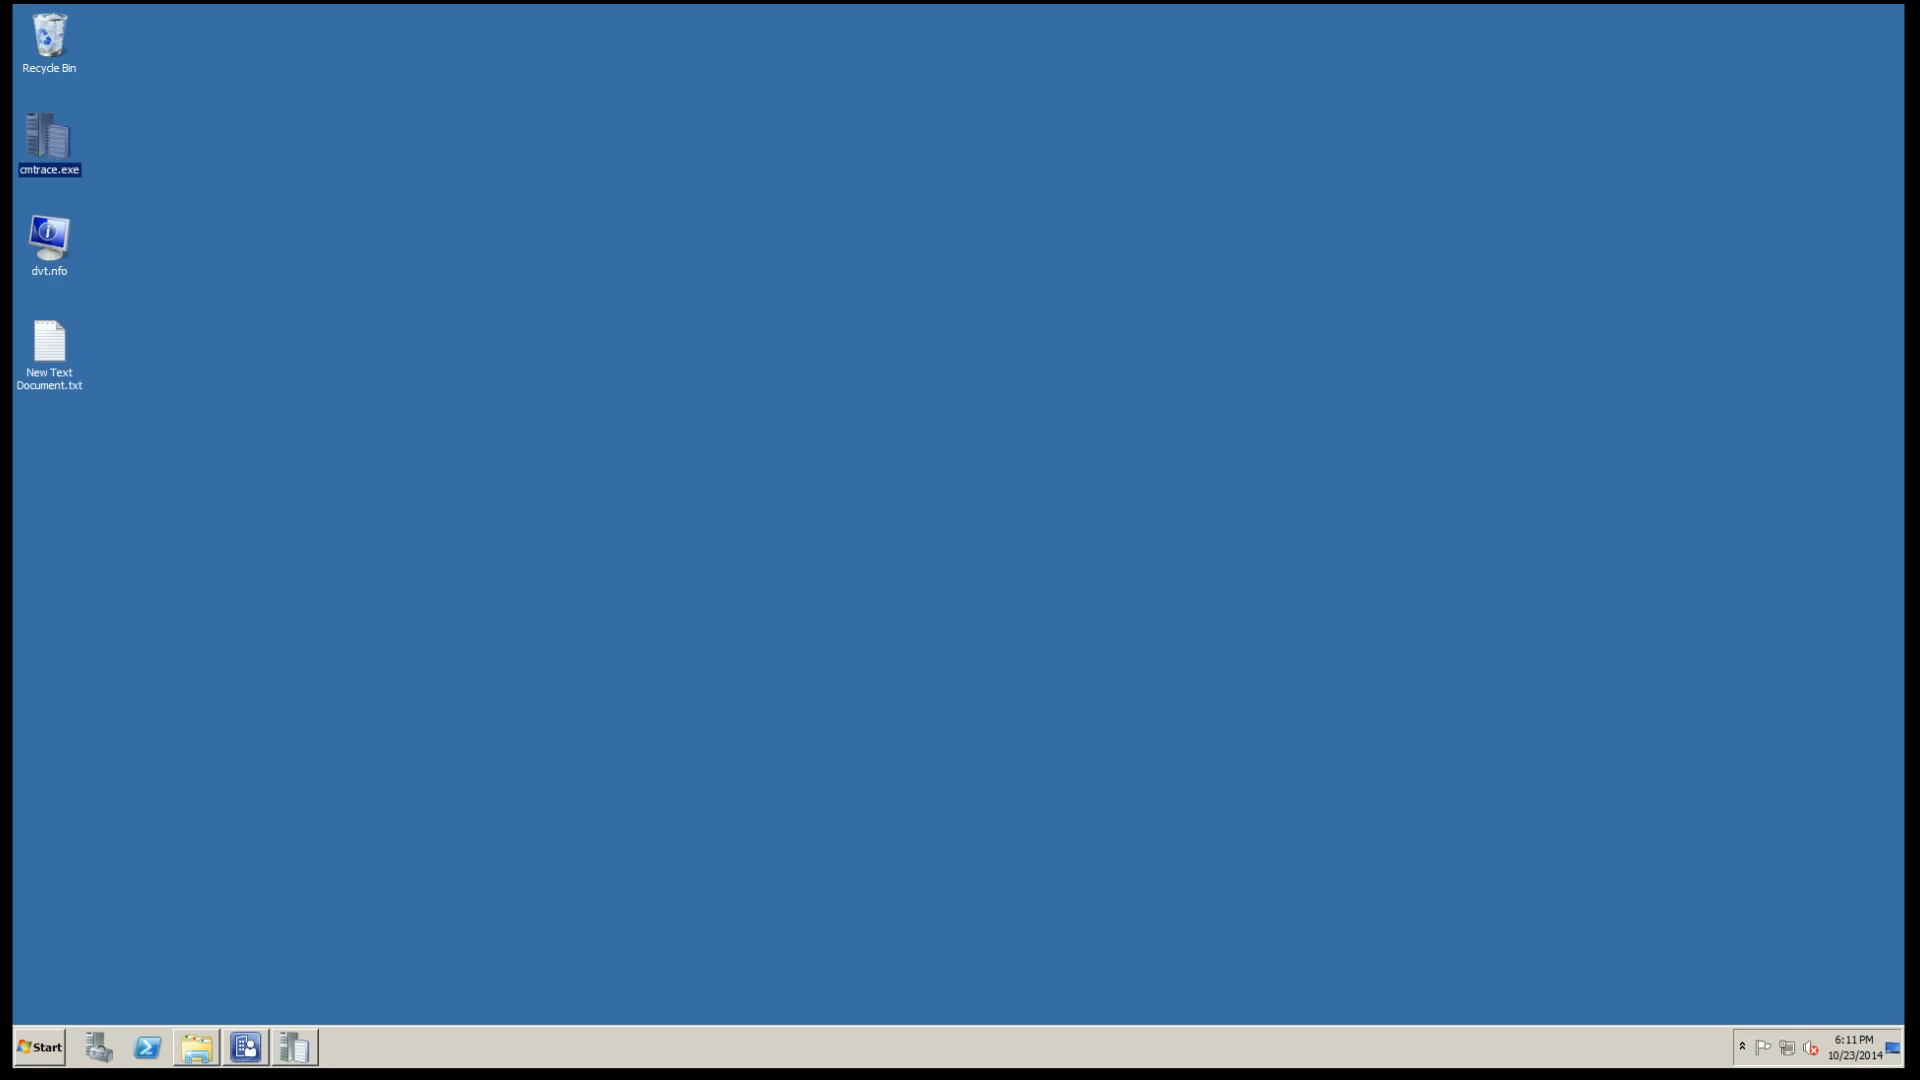 Recycle Bin
cmtrace.exe
dvt.nfo
New Text
Document.txt
Start
6:11 PM
10/23/2014